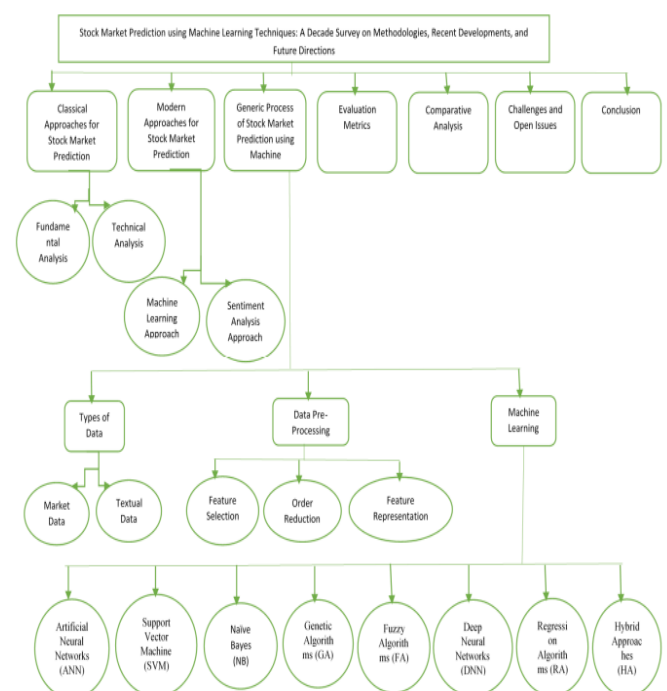 Stock Market Prediction using Machine Learning Techniques: A Decade Survey on Methodologies, Recent Developments, and
Future Directions
Classical
Approaches for
Stock Market
Prediction
Modern
Approaches for
Stock Market
Prediction
Generic Process
of Stock Market
Prediction using
Machine
Evaluation
Metrics
Comparative
Analysis
Challenges and
Open Issues
Conclusion
Fundame
ntal
Analysis
Technical
Analysis
Machine
Learning
Approach
Sentiment
Analysis
Approach
Types of
Data
Data Pre-
Processing
Machine
Learning
Market
Data
Textual
Data
Feature
Selection
Order
Reduction
Feature
Representation
Artificial
Neural
Networks
(ANN)
Support
Vector
Machine
(SVM)
Naïve
Bayes
(NB)
Genetic
Algorith
ms (GA)
Fuzzy
Algorith
ms (FA)
Deep
Neural
Networks
(DNN)
Regressi
on
Algorith
ms (RA)
Hybrid
Approac
hes
(HA)